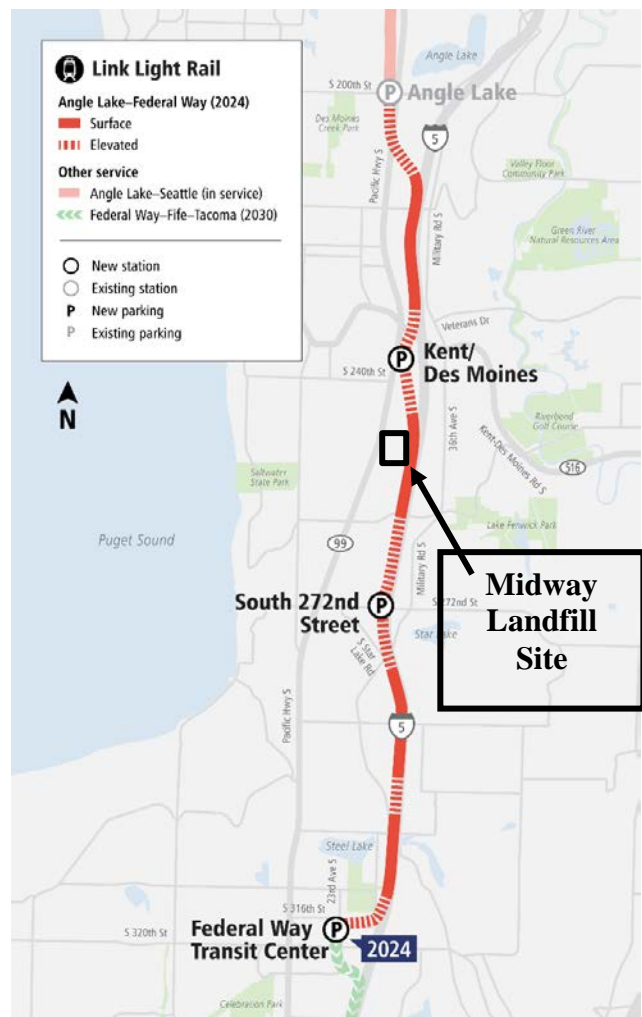 Link Light Rail
Angle Lake–Federal Way (2024)
Surface
Elevated
Other service
Angle Lake–Seattle (in service)
Federal Way–Fife–Tacoma (2030)
New station
Existing station
P New parking
P Existing parking
N
Angle Lake
S 200th St
P Angle Lake
Des Moines
Creek Park
5
Pacific Hwy S
Military Rd S
Valley Floor
Community Park
Green River
Natural Resources Area
Veterans Dr
P Kent/
Des Moines
S 240th St
36th Ave S
Kent-Des Moines Rd S
Riverbend
Golf Course
516
Saltwater
State Park
Puget Sound
99
Lake Fenwick Park
Military Rd S
Midway
Landfill
Site
South 272nd
Street
P
S 272nd St
Star Lake
S Star
Lake Rd
Pacific Hwy S
5
Steel Lake
23rd Ave S
S 316th St
S 320th St
Federal Way
Transit Center
P
2024
Celebration Park